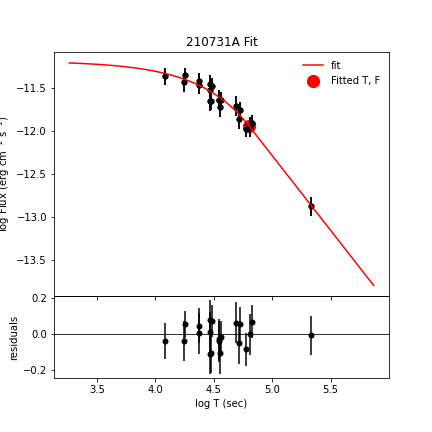 210731A Fit
log Flux (erg cm⁻² s⁻¹)
−11.5
−12.0
−12.5
−13.0
−13.5
fit
Fitted T, F
residuals
0.2
0.0
−0.2
3.5 4.0 4.5 5.0 5.5
log T (sec)